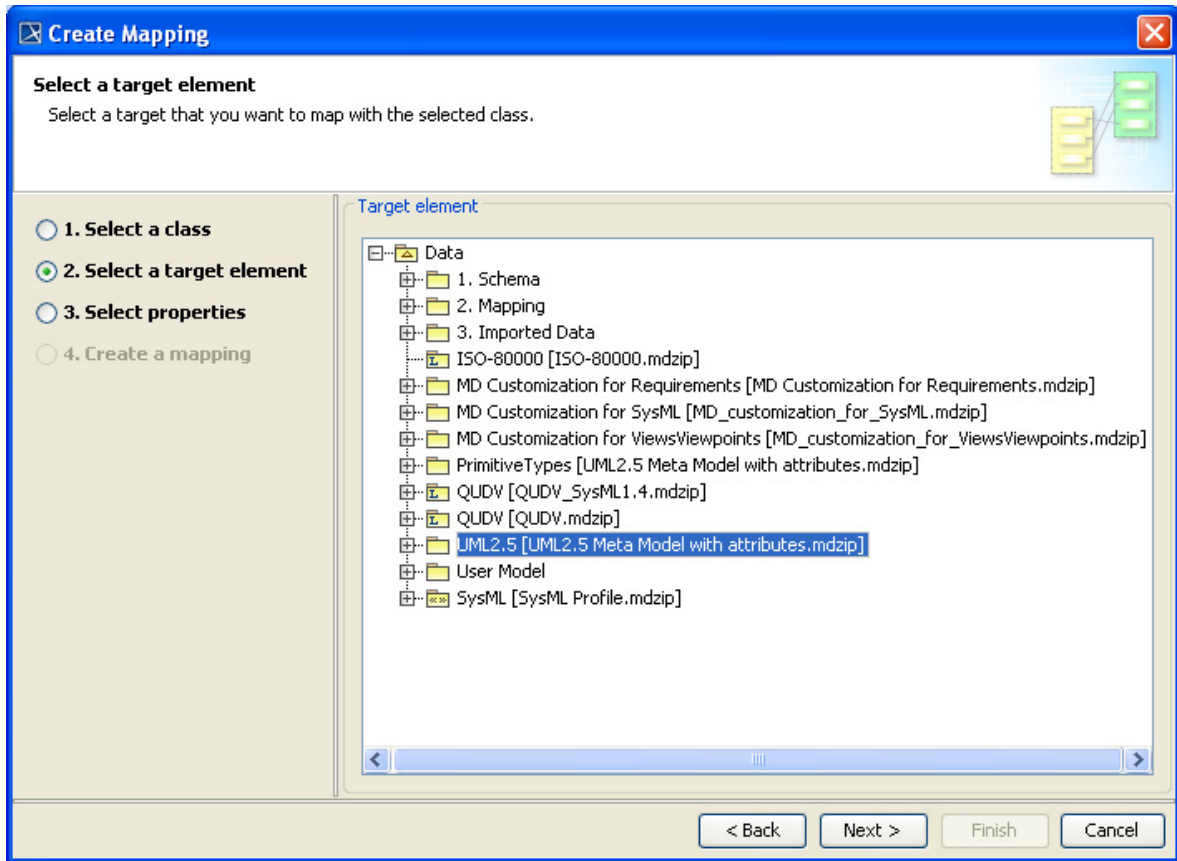 Create Mapping
Select a target element
Select a target that you want to map with the selected class.
1. Select a class
2. Select a target element
3. Select properties
4. Create a mapping
Target element
Data
1. Schema
2. Mapping
3. Imported Data
ISO-80000 [ISO-80000.mdzip]
MD Customization for Requirements [MD Customization for Requirements.mdzip]
MD Customization for SysML [MD_customization_for_SysML.mdzip]
MD Customization for ViewsViewpoints [MD_customization_for_ViewsViewpoints.mdzip]
PrimitiveTypes [UML2.5 Meta Model with attributes.mdzip]
QUDV [QUDV_SysML1.4.mdzip]
QUDV [QUDV.mdzip]
UML2.5 [UML2.5 Meta Model with attributes.mdzip]
User Model
SysML [SysML Profile.mdzip]
< Back Next > Finish Cancel